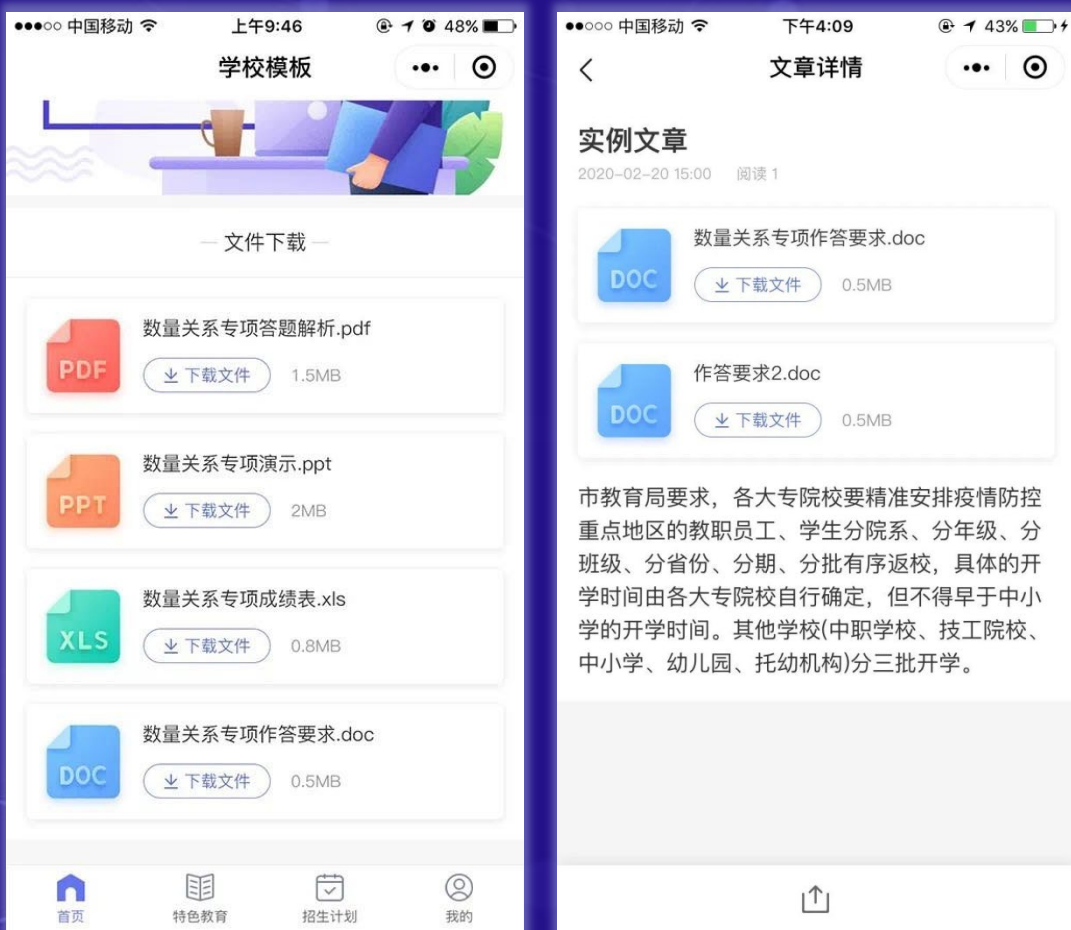 中国移动 上午9:46 48%
学校模板
文件下载
数量关系专项答题解析.pdf
PDF
下载文件 1.5MB
数量关系专项演示.ppt
PPT
下载文件 2MB
数量关系专项成绩表.xls
XLS
下载文件 0.8MB
数量关系专项作答要求.doc
DOC
下载文件 0.5MB
首页 特色教育 招生计划 我的
中国移动 下午4:09 43%
文章详情
实例文章
2020-02-20 15:00 阅读 1
数量关系专项作答要求.doc
DOC
下载文件 0.5MB
作答要求2.doc
DOC
下载文件 0.5MB
市教育局要求，各大专院校要精准安排疫情防控
重点地区的教职员工、学生分院系、分年级、分
班级、分省份、分期、分批有序返校，具体的开
学时间由各大专院校自行确定，但不得早于中小
学的开学时间。其他学校(中职学校、技工院校、
中小学、幼儿园、托幼机构)分三批开学。